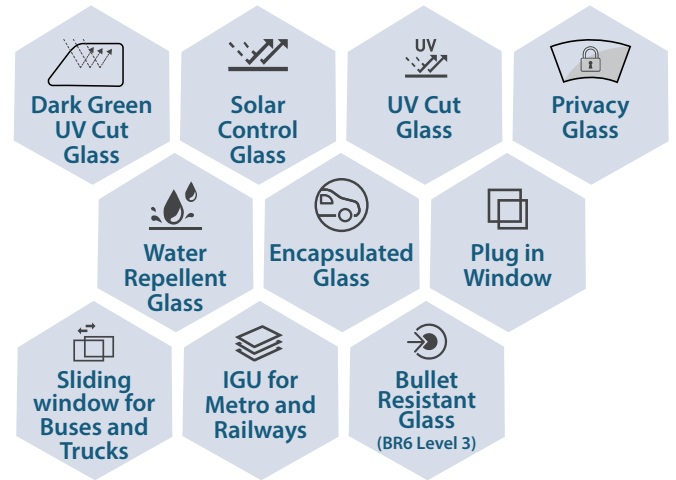 Dark Green
UV Cut
Glass
Solar
Control
Glass
UV
UV Cut
Glass
Privacy
Glass
Water
Repellent
Glass
Encapsulated
Glass
Plug in
Window
Sliding
window for
Buses and
Trucks
IGU for
Metro and
Railways
Bullet
Resistant
Glass
(BR6 Level 3)